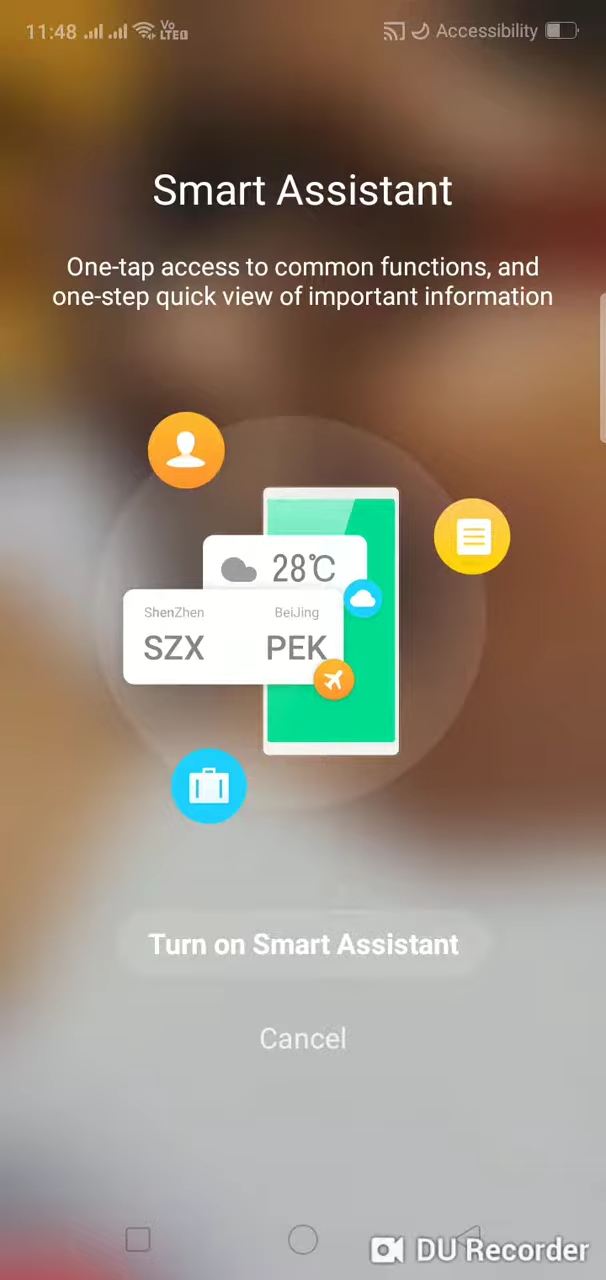 11:48 Vo LTE Accessibility
Smart Assistant
One-tap access to common functions, and
one-step quick view of important information
28℃
ShenZhen BeiJing
SZX PEK
Turn on Smart Assistant
Cancel
DU Recorder